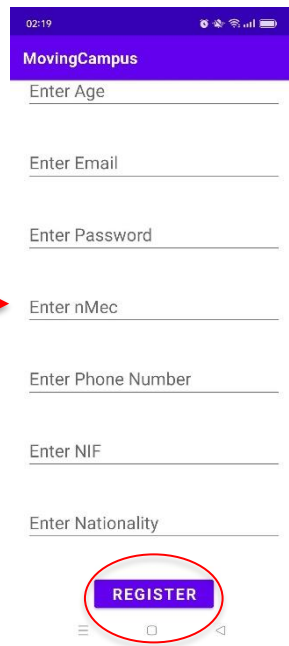 02:19
MovingCampus
Enter Age
Enter Email
Enter Password
Enter nMec
Enter Phone Number
Enter NIF
Enter Nationality
REGISTER